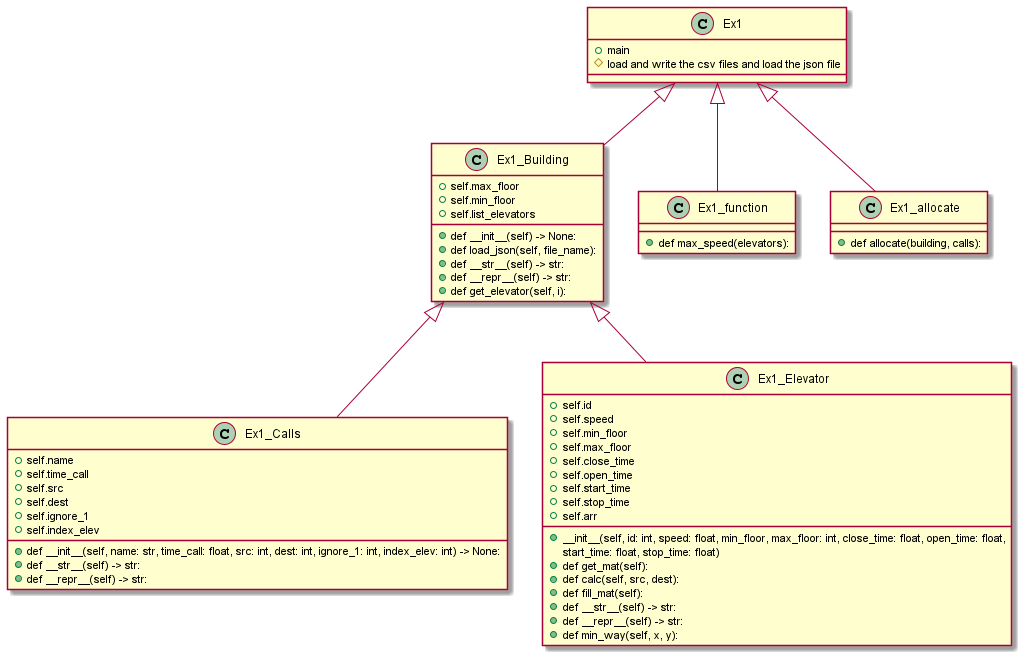 C Ex1
main
load and write the csv files and load the json file
C Ex1_Building
self.max_floor
self.min_floor
self.list_elevators
def __init__(self) -> None:
def load_json(self, file_name):
def __str__(self) -> str:
def __repr__(self) -> str:
def get_elevator(self, i):
C Ex1_function
def max_speed(elevators):
C Ex1_allocate
def allocate(building, calls):
C Ex1_Calls
self.name
self.time_call
self.src
self.dest
self.ignore_1
self.index_elev
def __init__(self, name: str, time_call: float, src: int, dest: int, ignore_1: int, index_elev: int) -> None:
def __str__(self) -> str:
def __repr__(self) -> str:
C Ex1_Elevator
self.id
self.speed
self.min_floor
self.max_floor
self.close_time
self.open_time
self.start_time
self.stop_time
self.arr
__init__(self, id: int, speed: float, min_floor, max_floor: int, close_time: float, open_time: float,
start_time: float, stop_time: float)
def get_mat(self):
def calc(self, src, dest):
def fill_mat(self):
def __str__(self) -> str:
def __repr__(self) -> str:
def min_way(self, x, y):